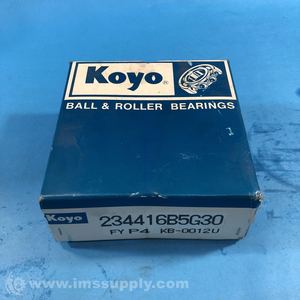 Koyo®
BALL & ROLLER BEARINGS
Koyo
234416B5G30
FY P4 KB-0012U
www.imssupply.com